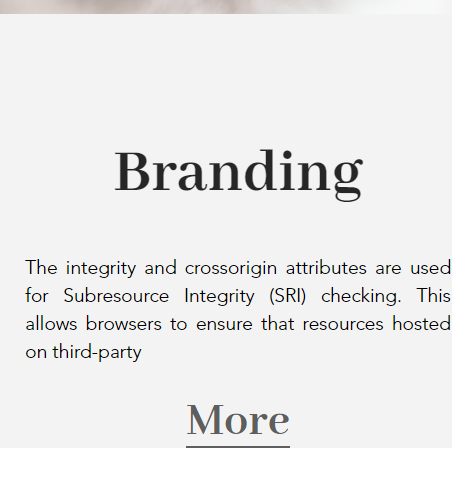 Branding
The integrity and crossorigin attributes are used
for Subresource Integrity (SRI) checking. This
allows browsers to ensure that resources hosted
on third-party
More